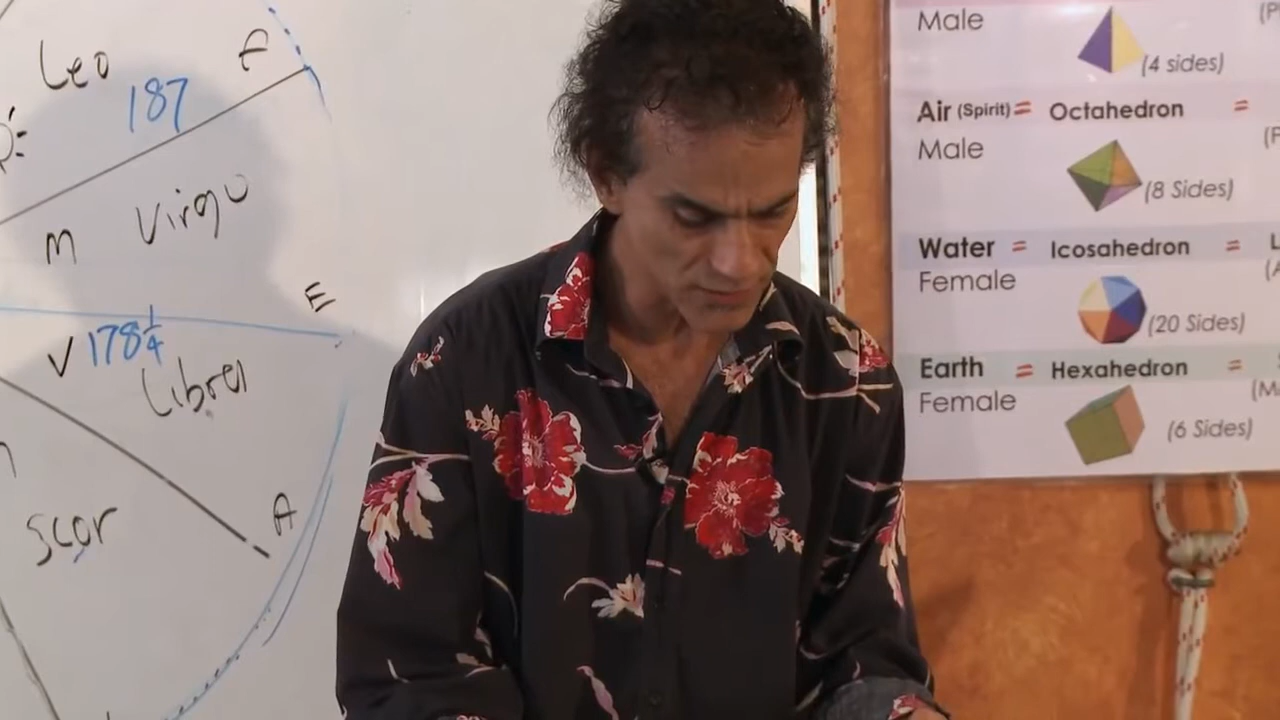 Leo
A
187
m Virgo
E
V 178¼
Libra
A
scor
Male
(4 sides)
Air (Spirit) = Octahedron =
Male
(8 Sides)
Water = Icosahedron = L
Female
(20 Sides)
Earth = Hexahedron =
Female
(6 Sides)